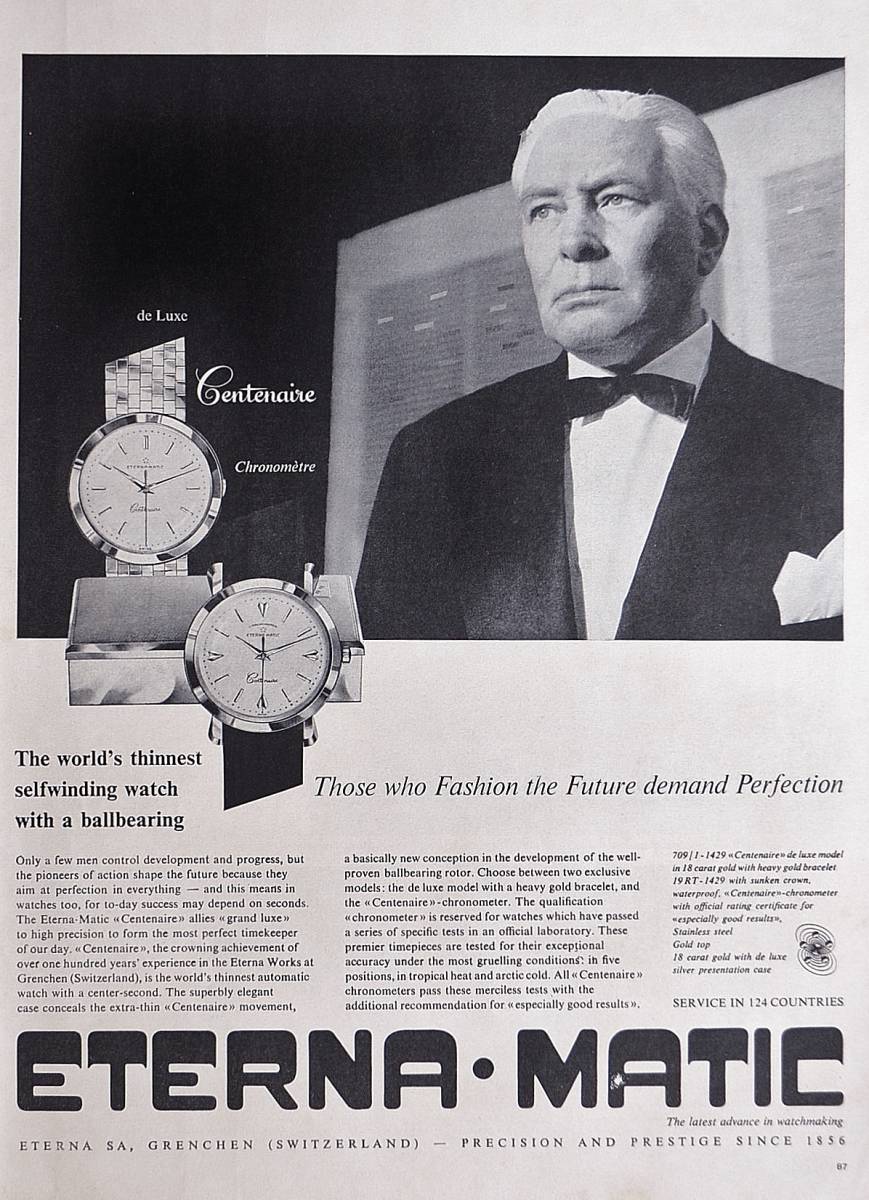 de Luxe
Centenaire
Chronomètre
ETERNA·MATIC
Centenaire
ETERNA·MATIC
Centenaire
The world's thinnest
selfwinding watch
with a ballbearing
Those who Fashion the Future demand Perfection
Only a few men control development and progress, but
the pioneers of action shape the future because they
aim at perfection in everything — and this means in
watches too, for to-day success may depend on seconds.
The Eterna·Matic «Centenaire» allies «grand luxe»
to high precision to form the most perfect timekeeper
of our day. «Centenaire», the crowning achievement of
over one hundred years' experience in the Eterna Works at
Grenchen (Switzerland), is the world's thinnest automatic
watch with a center-second. The superbly elegant
case conceals the extra-thin «Centenaire» movement,
a basically new conception in the development of the well-
proven ballbearing rotor. Choose between two exclusive
models: the de luxe model with a heavy gold bracelet, and
the «Centenaire»-chronometer. The qualification
«chronometer» is reserved for watches which have passed
a series of specific tests in an official laboratory. These
premier timepieces are tested for their exceptional
accuracy under the most gruelling conditions: in five
positions, in tropical heat and arctic cold. All «Centenaire»
chronometers pass these merciless tests with the
additional recommendation for «especially good results».
709/I-1429 «Centenaire» de luxe model
in 18 carat gold with heavy gold bracelet
19RT-1429 with sunken crown,
waterproof, «Centenaire»-chronometer
with official rating certificate for
«especially good results».
Stainless steel
Gold top
18 carat gold with de luxe
silver presentation case
SERVICE IN 124 COUNTRIES
ETERNA·MATIC
The latest advance in watchmaking
ETERNA SA, GRENCHEN (SWITZERLAND) — PRECISION AND PRESTIGE SINCE 1856
87